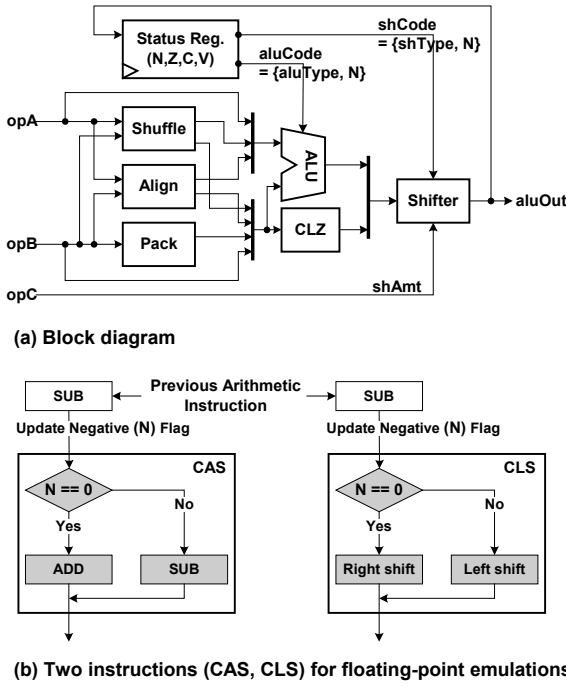 shCode
= {shType, N}
Status Reg.
(N,Z,C,V)
aluCode
= {aluType, N}
opA
Shuffle
ALU
Align
Shifter
aluOut
opB
Pack
CLZ
opC
shAmt
(a) Block diagram
SUB
Previous Arithmetic
Instruction
SUB
Update Negative (N) Flag
Update Negative (N) Flag
CAS
CLS
N == 0
No
Yes
N == 0
No
Yes
ADD
SUB
Right shift
Left shift
(b) Two instructions (CAS, CLS) for floating-point emulations